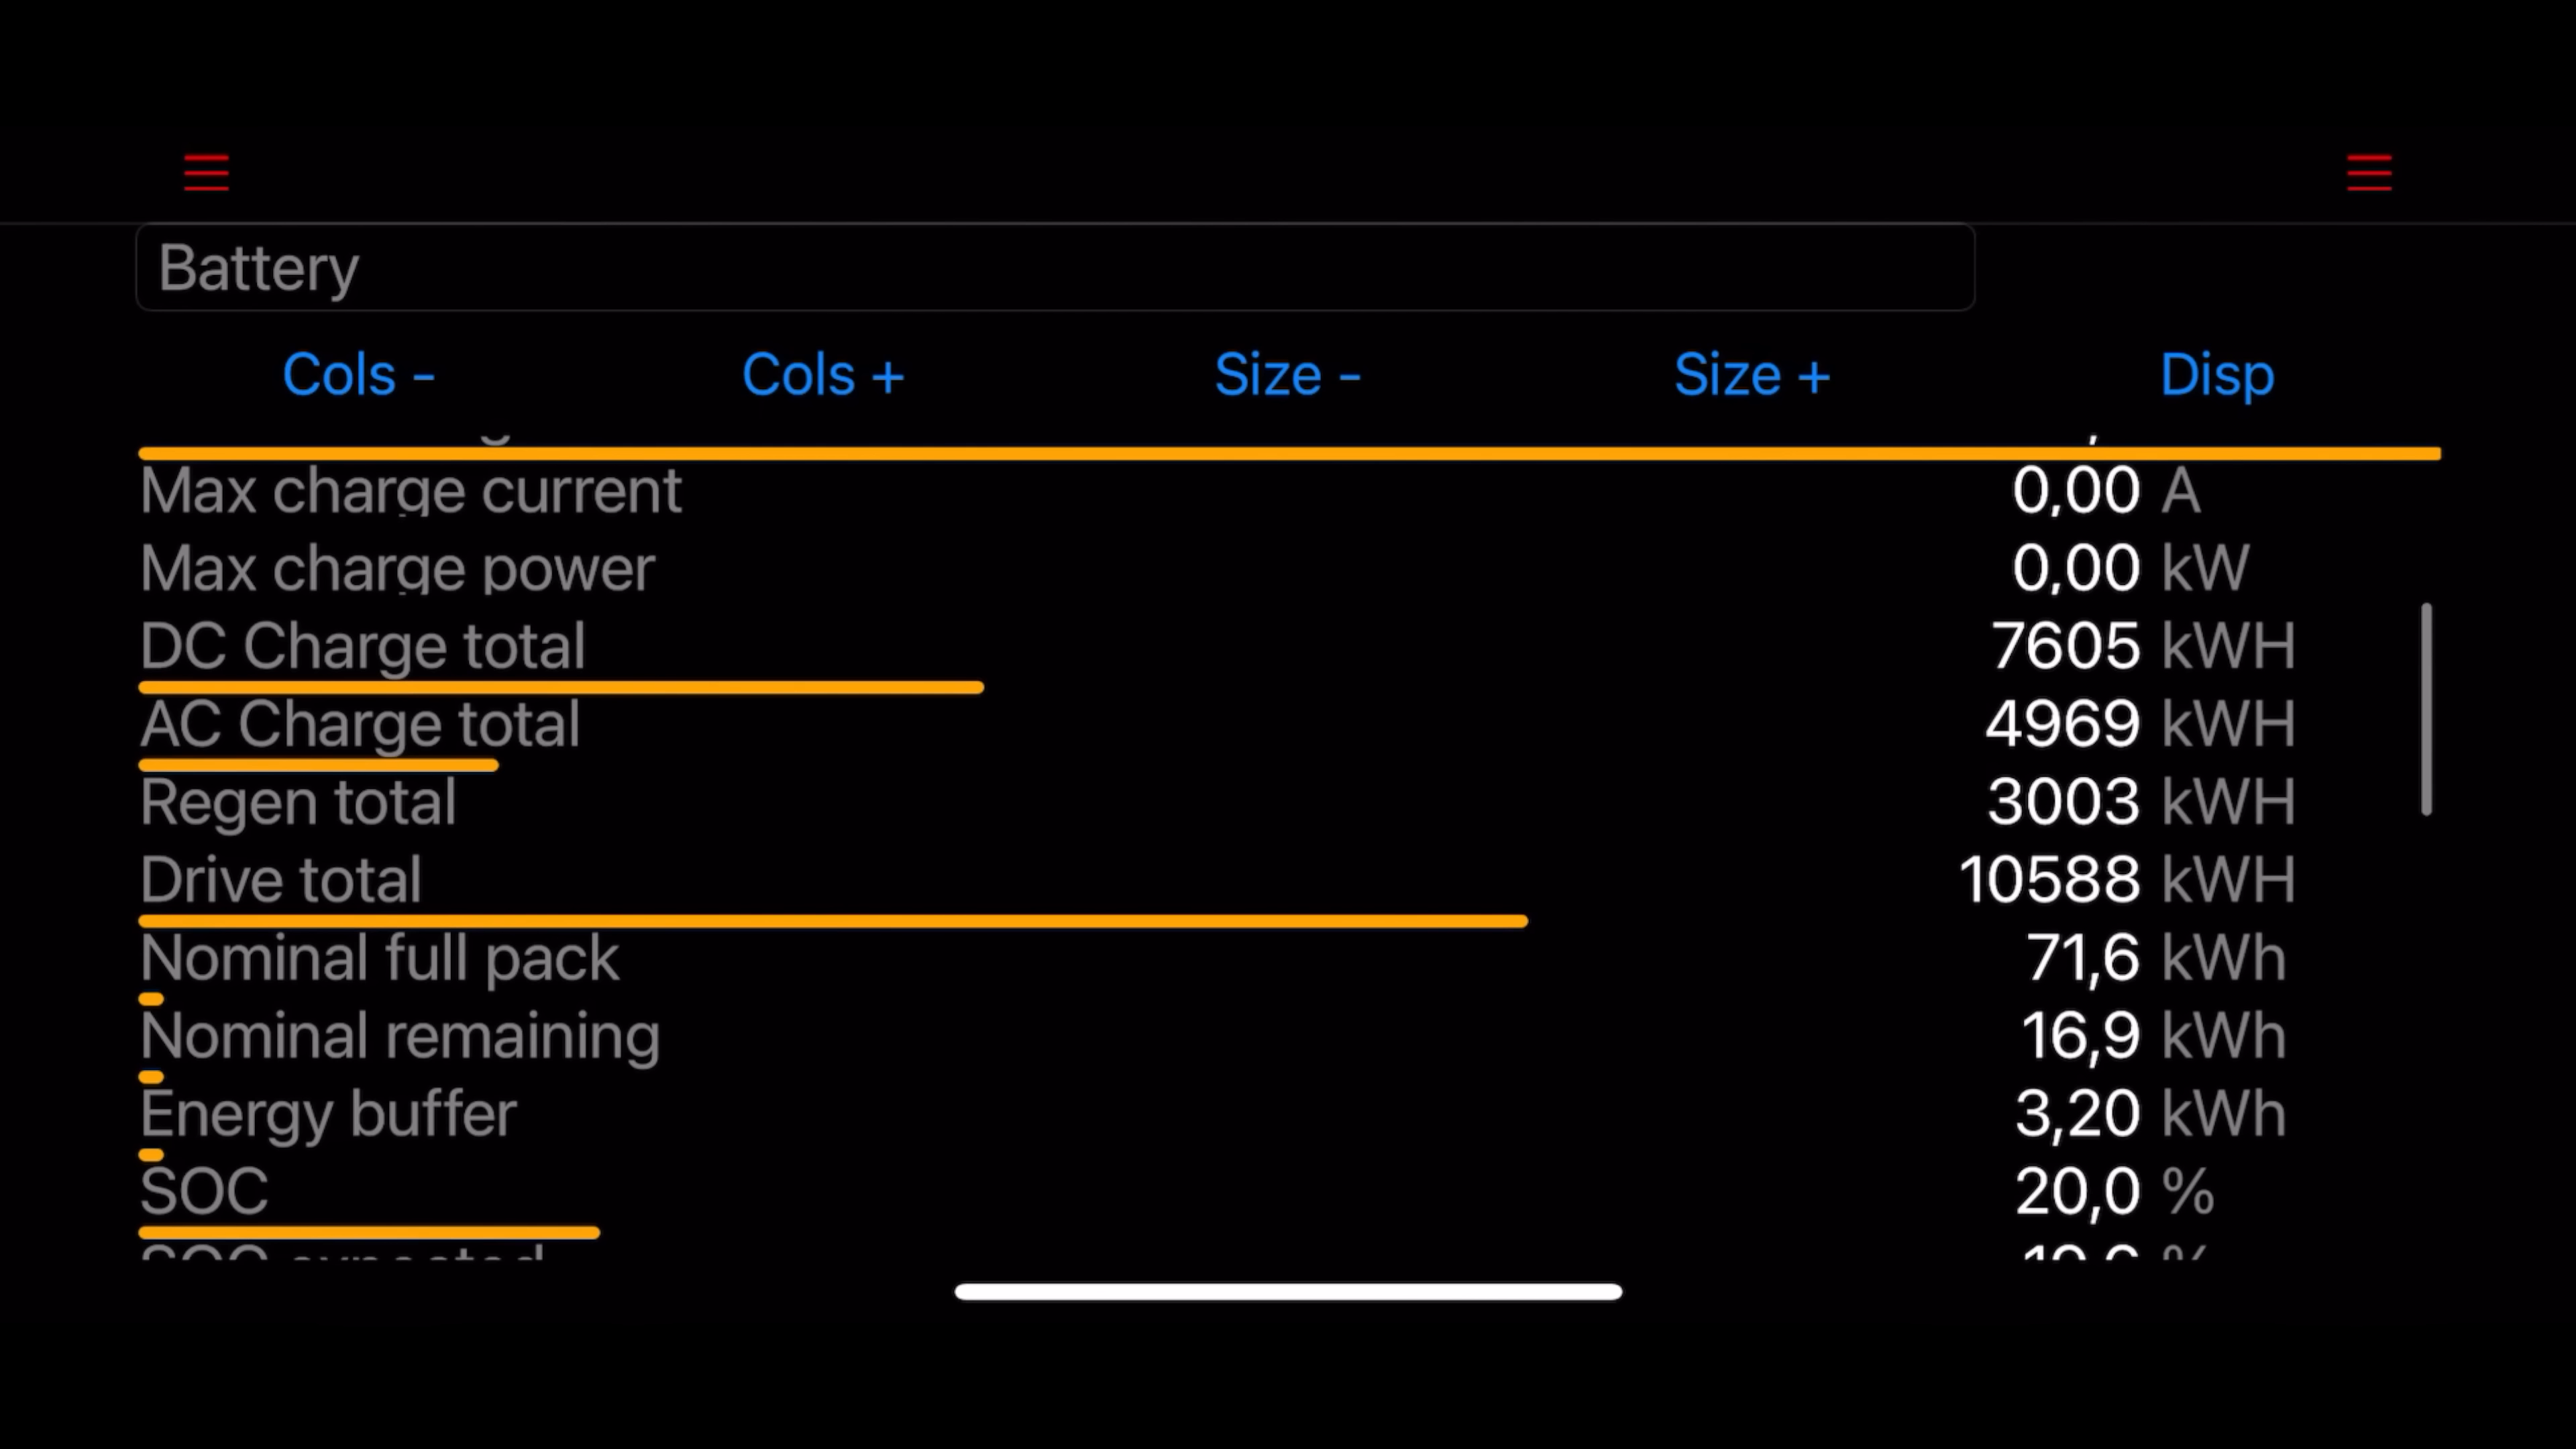 Battery
Cols - Cols + Size - Size + Disp
Max charge current 0,00 A
Max charge power 0,00 kW
DC Charge total 7605 kWH
AC Charge total 4969 kWH
Regen total 3003 kWH
Drive total 10588 kWH
Nominal full pack 71,6 kWh
Nominal remaining 16,9 kWh
Energy buffer 3,20 kWh
SOC 20,0 %
SOC expected %